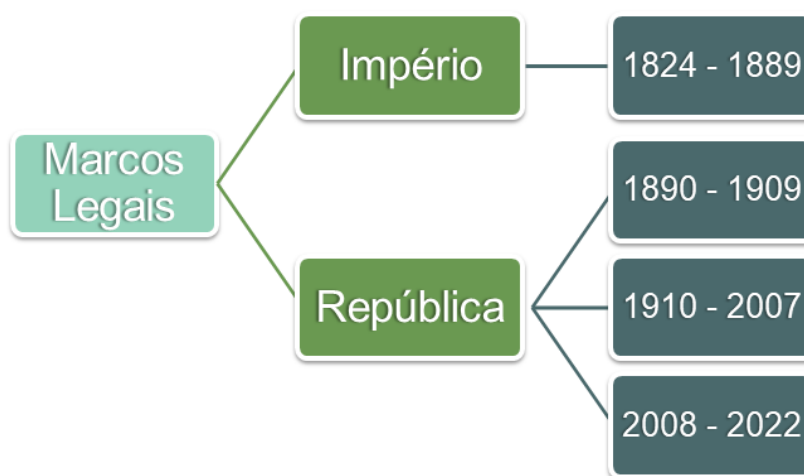 Marcos
Legais
Império
1824 - 1889
República
1890 - 1909
1910 - 2007
2008 - 2022